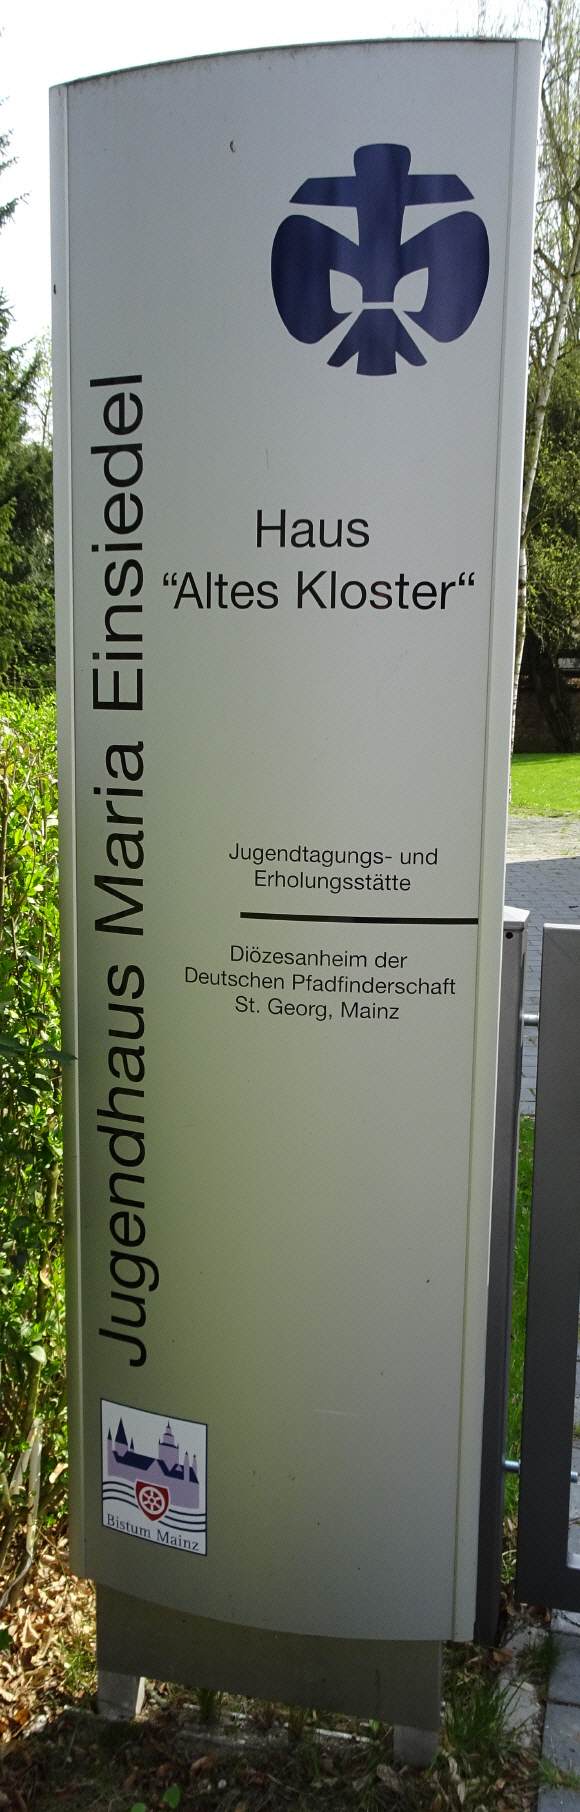 Jugendhaus Maria Einsiedel
Haus
“Altes Kloster“
Jugendtagungs- und
Erholungsstätte
Diözesanheim der
Deutschen Pfadfinderschaft
St. Georg, Mainz
Bistum Mainz